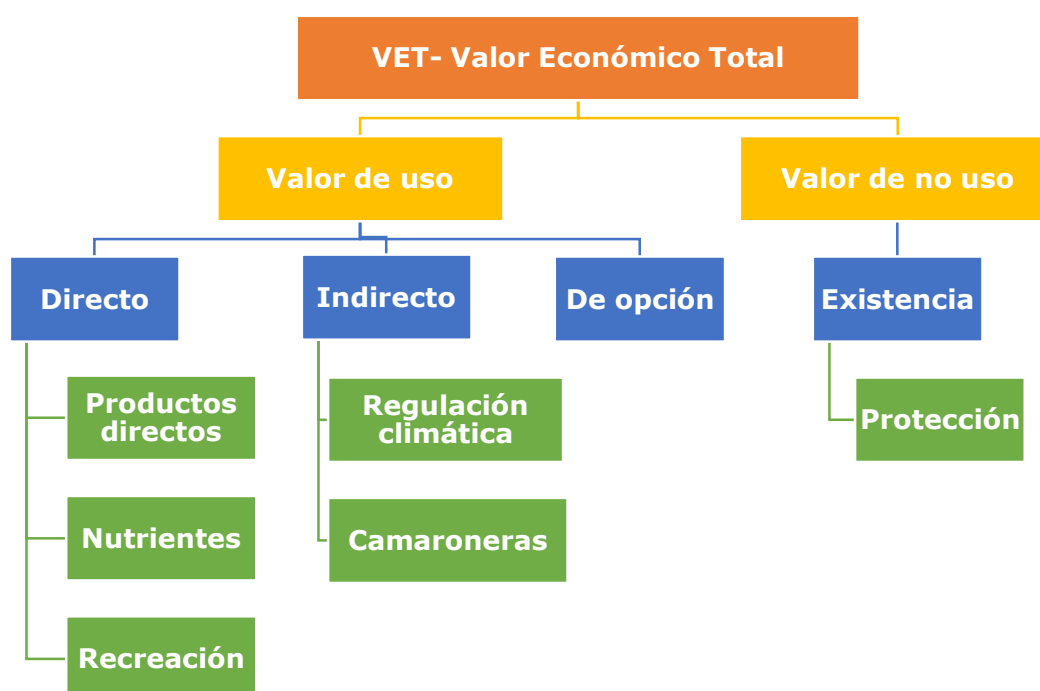 VET- Valor Económico Total
Valor de uso
Valor de no uso
Directo
Indirecto
De opción
Existencia
Productos
directos
Regulación
climática
Protección
Nutrientes
Camaroneras
Recreación